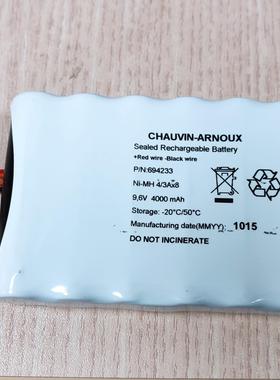 CHAUVIN-ARNOUX
Sealed Rechargeable Battery
+Red wire -Black wire
P/N:694233
Ni-MH 4/3Ax8
9,6V 4000 mAh
Storage: -20°C/50°C
Manufacturing date(MMYY): 1015
DO NOT INCINERATE